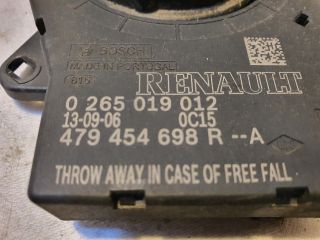 BOSCH
MADE IN PORTUGAL
615
RENAULT
0 265 019 012
13-09-06 0C15
479 454 698 R --A
THROW AWAY IN CASE OF FREE FALL